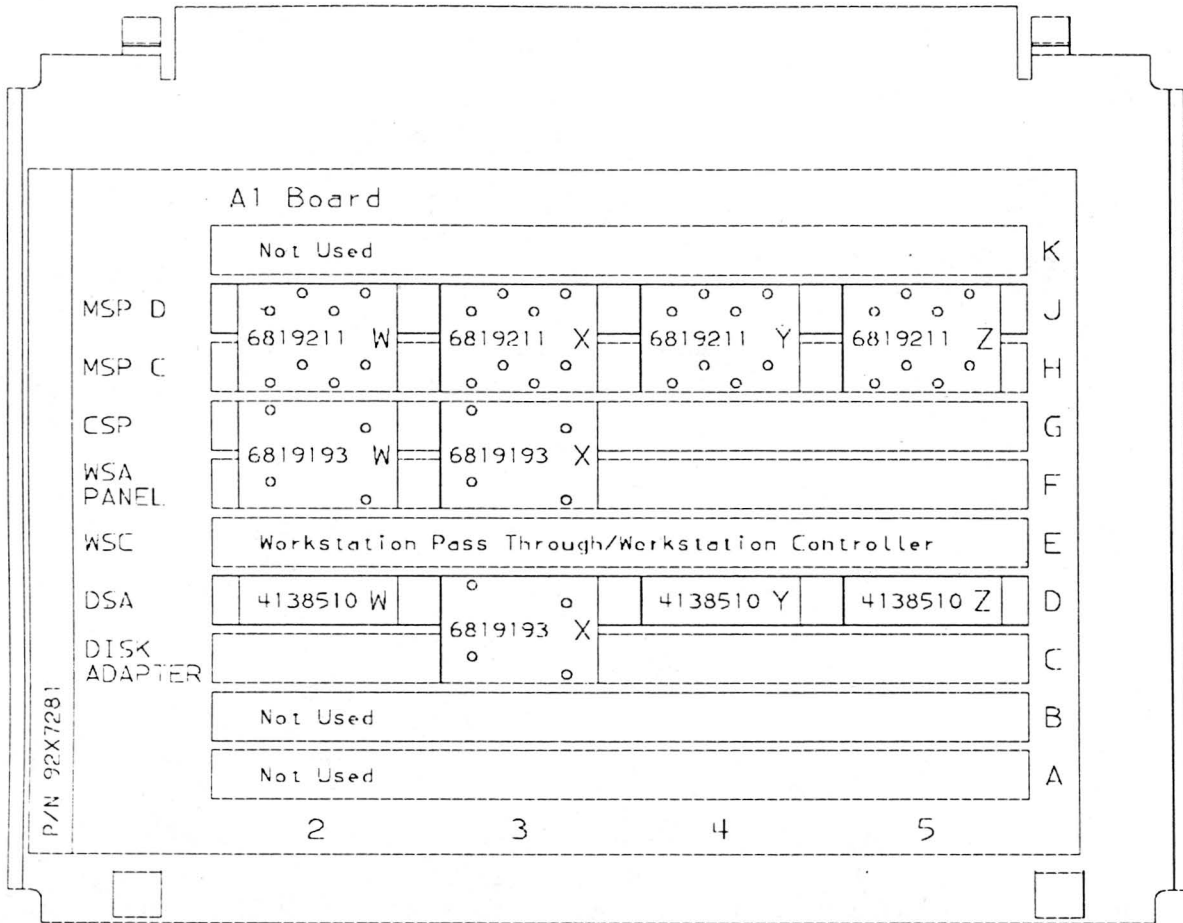 A1 Board
Not Used K
MSP D J
6819211 W 6819211 X 6819211 Y 6819211 Z
MSP C H
CSP G
6819193 W 6819193 X
WSA
PANEL F
WSC Workstation Pass Through/Workstation Controller E
DSA 4138510 W 4138510 Y 4138510 Z D
6819193 X
DISK
ADAPTER C
Not Used B
Not Used A
2 3 4 5
P/N 92X7281